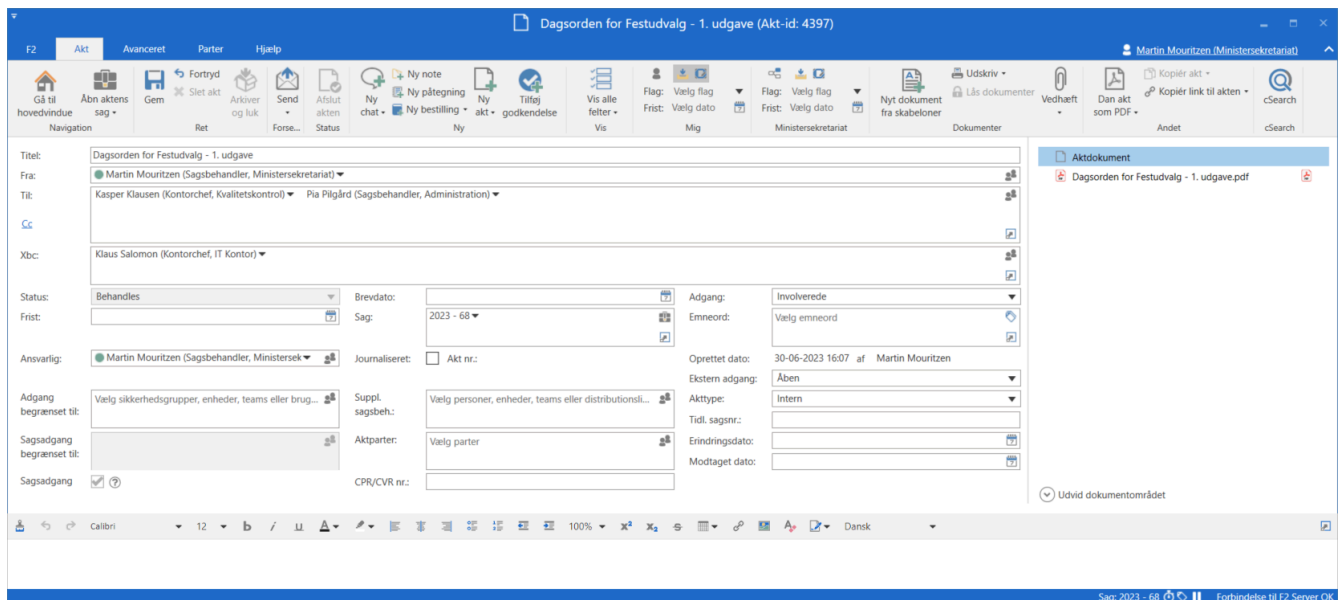 Dagsorden for Festudvalg - 1. udgave (Akt-id: 4397)
F2 Akt Avanceret Parter Hjælp Martin Mouritzen (Ministersekretariat)
Gå til hovedvindue
Åbn aktens sag
Navigation
Gem
Fortryd
Slet akt
Arkiver og luk
Ret
Send
Forse...
Afslut akten
Status
Ny chat
Ny note
Ny påtegning
Ny bestilling
Ny akt
Tilføj godkendelse
Ny
Vis alle felter
Vis
Flag: Vælg flag
Frist: Vælg dato
Mig
Flag: Vælg flag
Frist: Vælg dato
Ministersekretariat
Nyt dokument fra skabeloner
Udskriv
Lås dokumenter
Vedhæft
Dokumenter
Dan akt som PDF
Kopiér akt
Kopiér link til akten
Andet
cSearch
cSearch
Titel: Dagsorden for Festudvalg - 1. udgave
Fra: Martin Mouritzen (Sagsbehandler, Ministersekretariat)
Til: Kasper Klausen (Kontorchef, Kvalitetskontrol) Pia Pilgård (Sagsbehandler, Administration)
Cc
Xbc: Klaus Salomon (Kontorchef, IT Kontor)
Status: Behandles Brevdato: Adgang: Involverede
Frist: Sag: 2023 - 68 Emneord: Vælg emneord
Ansvarlig: Martin Mouritzen (Sagsbehandler, Ministersek Journaliseret: Akt nr.: Oprettet dato: 30-06-2023 16:07 af Martin Mouritzen
Ekstern adgang: Åben
Adgang begrænset til: Vælg sikkerhedsgrupper, enheder, teams eller brug... Suppl. sagsbeh.: Vælg personer, enheder, teams eller distributionsli... Akttype: Intern
Tidl. sagsnr.:
Sagsadgang begrænset til: Aktparter: Vælg parter Erindringsdato:
Modtaget dato:
Sagsadgang CPR/CVR nr.:
Aktdokument
Dagsorden for Festudvalg - 1. udgave.pdf
Udvid dokumentområdet
Calibri 12 b i u A 100% x² x₂ S Dansk
Sag: 2023 - 68 Forbindelse til F2 Server OK